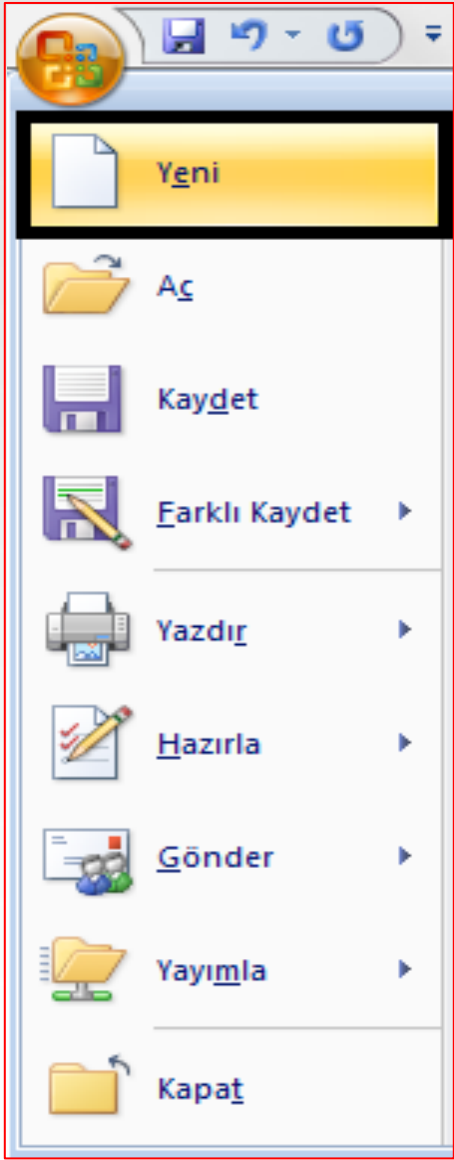 Yeni
Aç
Kaydet
Farklı Kaydet
Yazdır
Hazırla
Gönder
Yayımla
Kapat